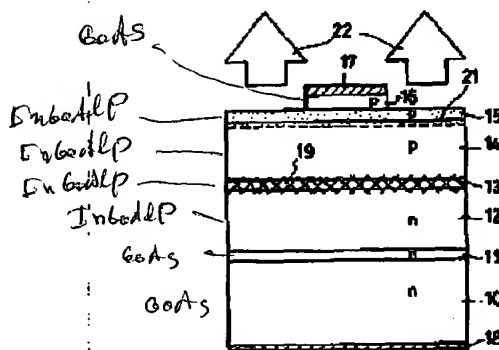 22
GaAs
17
p
16
21
InGaAlP
p
15
InGaAlP
p
14
InGaAlP
19
13
InGaAlP
n
12
GaAs
n
11
GaAs
n
10
18